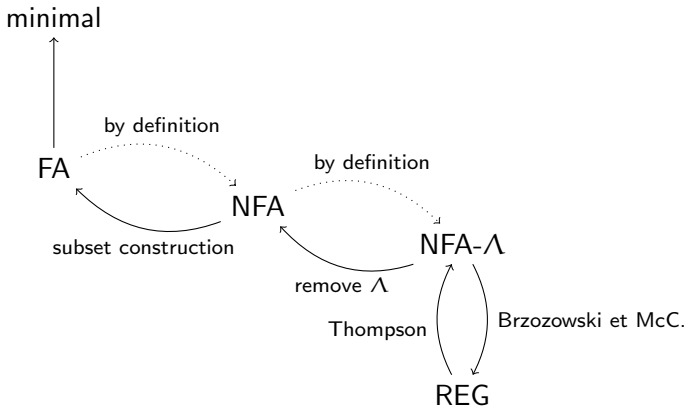 minimal
by definition
FA
by definition
NFA
subset construction
NFA-Λ
remove Λ
Thompson
Brzozowski et McC.
REG